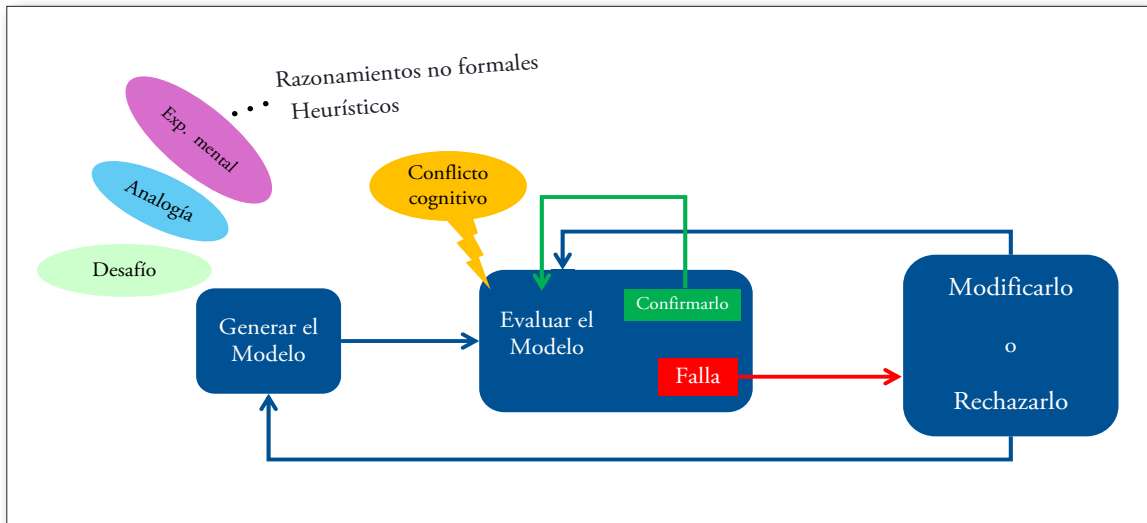 Razonamientos no formales
Heurísticos
Exp. mental
Analogía
Desafío
Conflicto
cognitivo
Generar el
Modelo
Evaluar el
Modelo
Confirmarlo
Falla
Modificarlo
o
Rechazarlo